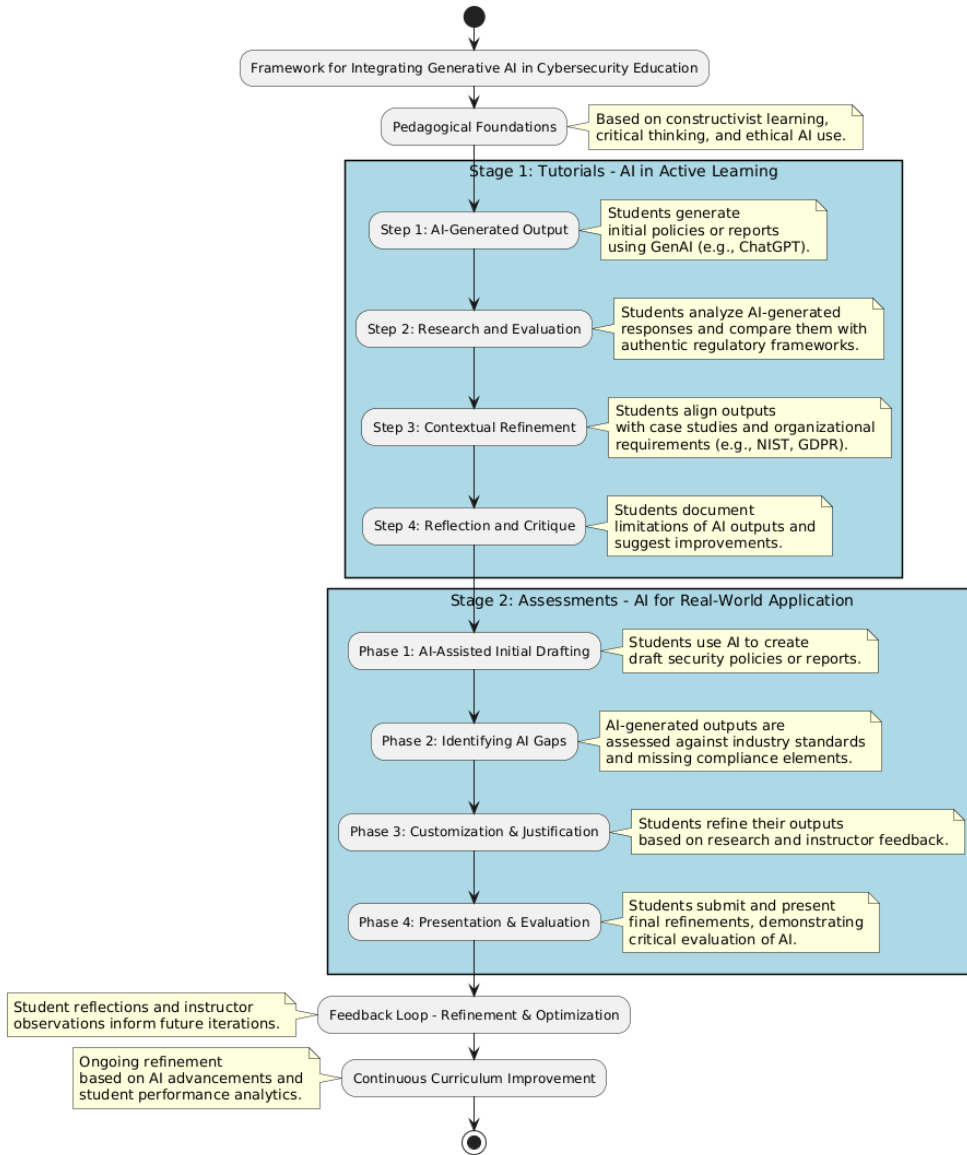 Framework for Integrating Generative AI in Cybersecurity Education
Pedagogical Foundations
Based on constructivist learning,
critical thinking, and ethical AI use.
Stage 1: Tutorials - AI in Active Learning
Step 1: AI-Generated Output
Students generate
initial policies or reports
using GenAI (e.g., ChatGPT).
Step 2: Research and Evaluation
Students analyze AI-generated
responses and compare them with
authentic regulatory frameworks.
Step 3: Contextual Refinement
Students align outputs
with case studies and organizational
requirements (e.g., NIST, GDPR).
Step 4: Reflection and Critique
Students document
limitations of AI outputs and
suggest improvements.
Stage 2: Assessments - AI for Real-World Application
Phase 1: AI-Assisted Initial Drafting
Students use AI to create
draft security policies or reports.
Phase 2: Identifying AI Gaps
AI-generated outputs are
assessed against industry standards
and missing compliance elements.
Phase 3: Customization & Justification
Students refine their outputs
based on research and instructor feedback.
Phase 4: Presentation & Evaluation
Students submit and present
final refinements, demonstrating
critical evaluation of AI.
Student reflections and instructor
observations inform future iterations.
Feedback Loop - Refinement & Optimization
Ongoing refinement
based on AI advancements and
student performance analytics.
Continuous Curriculum Improvement